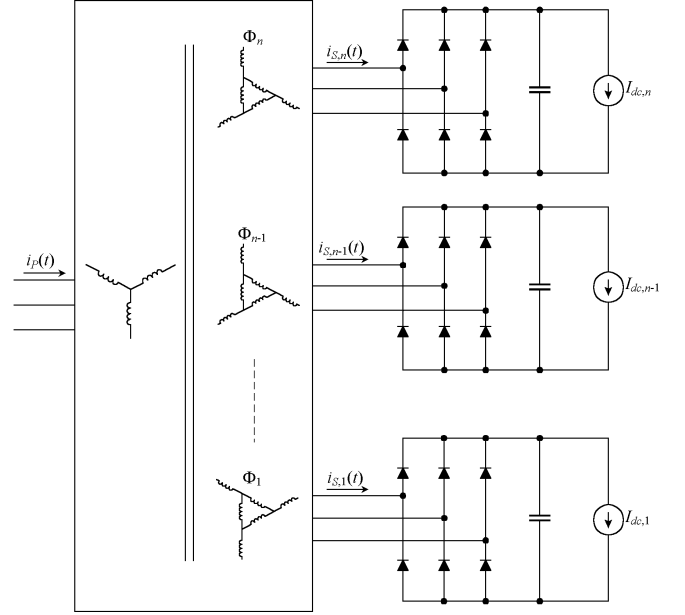 Φn
iS,n(t)
Idc,n
Φn-1
iS,n-1(t)
iP(t)
Idc,n-1
Φ1
iS,1(t)
Idc,1